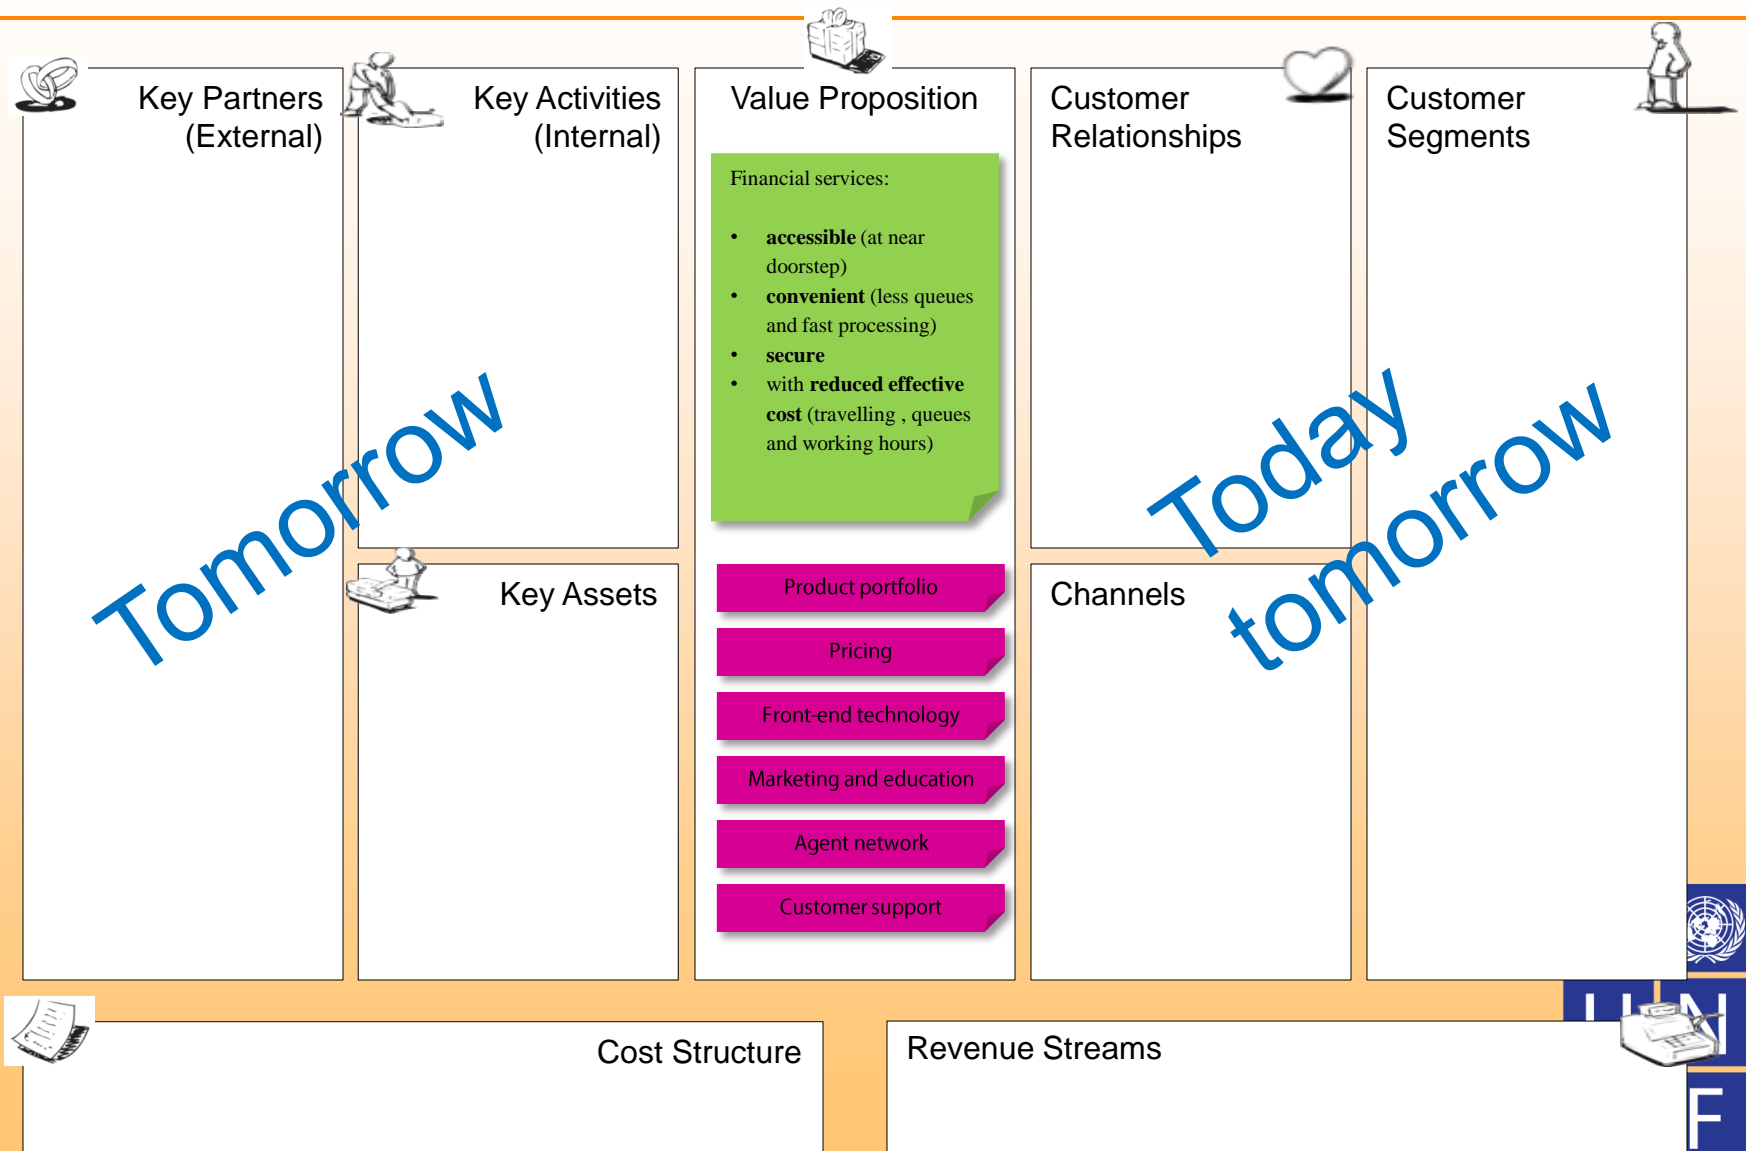 Key Partners
(External)
Key Activities
(Internal)
Value Proposition
Customer
Relationships
Customer
Segments
Financial services:
• accessible (at near
doorstep)
• convenient (less queues
and fast processing)
• secure
• with reduced effective
cost (travelling , queues
and working hours)
Tomorrow
Today
tomorrow
Key Assets
Product portfolio
Pricing
Front-end technology
Marketing and education
Agent network
Customer support
Channels
Cost Structure
Revenue Streams
U N
F